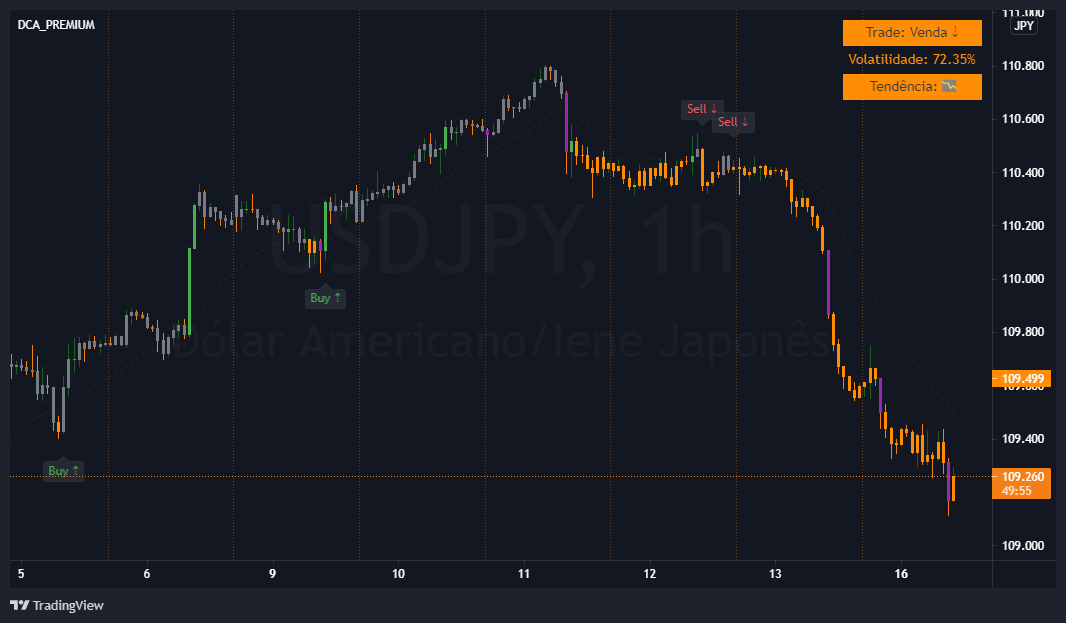 DCA_PREMIUM
111.000
JPY
Trade: Venda ↓
Volatilidade: 72.35%
Tendência:
110.800
110.600
110.400
110.200
110.000
109.800
109.600
109.499
109.400
109.260
49:55
109.000
Sell ↓
Sell ↓
Buy ↑
Buy ↑
USDJPY, 1h
Dólar Americano/Iene Japonês
5 6 9 10 11 12 13 16
TradingView